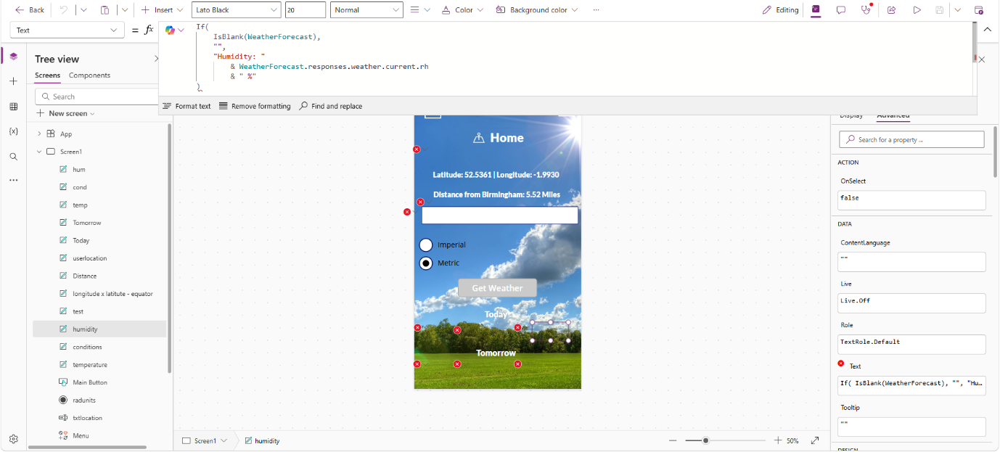 Back
Insert
Lato Black
20
Normal
Color
Background color
...
Editing
Text
= fx
If(
IsBlank(WeatherForecast),
"",
"Humidity: "
& WeatherForecast.responses.weather.current.rh
& " %"
)
Format text
Remove formatting
Find and replace
Tree view
Screens
Components
Search
New screen
App
Screen1
hum
cond
temp
Tomorrow
Today
userlocation
Distance
longitude x latitute - equator
test
humidity
conditions
temperature
Main Button
radunits
txtlocation
Menu
Home
Latitude: 52.5361 | Longitude: -1.9930
Distance from Birmingham: 5.52 Miles
Imperial
Metric
Get Weather
Today
Tomorrow
Screen1
humidity
50%
Display
Advanced
Search for a property ...
ACTION
OnSelect
false
DATA
ContentLanguage
""
Live
Live.Off
Role
TextRole.Default
Text
If( IsBlank(WeatherForecast), "", "Hu...
Tooltip
""
DESIGN